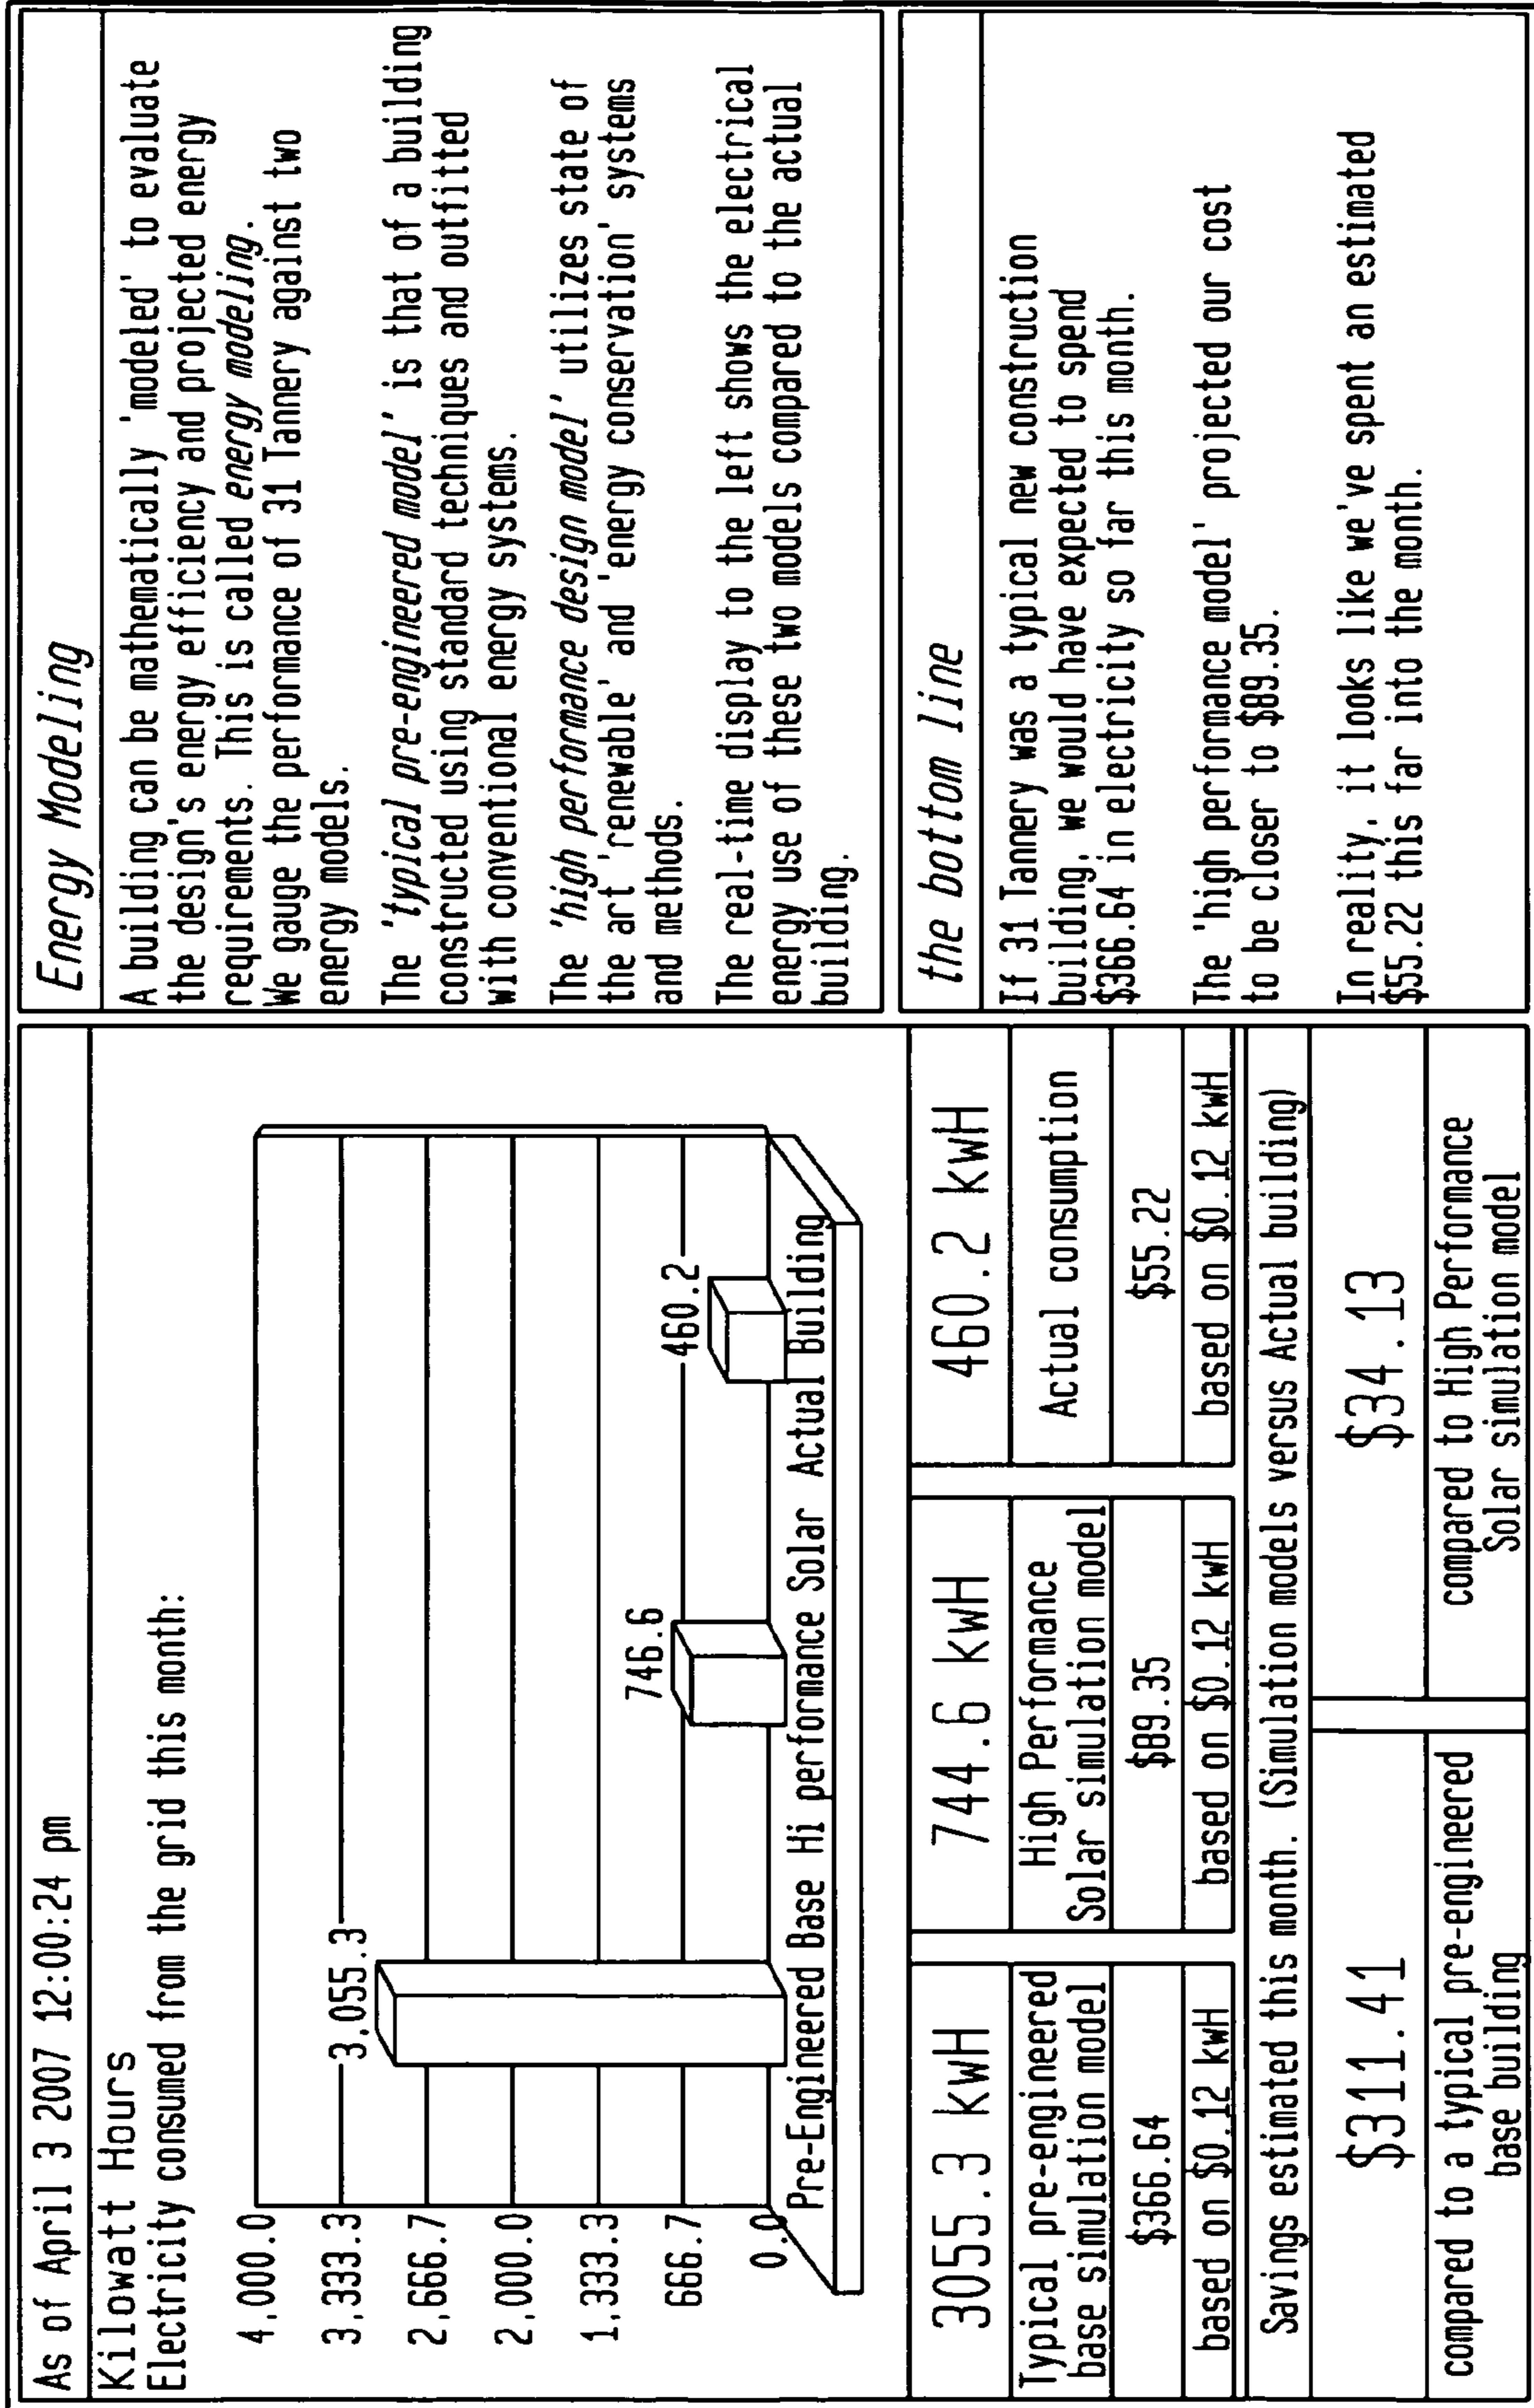 As of April 3 2007 12:00:24 pm
Kilowatt Hours
Electricity consumed from the grid this month:
4,000.0
3,333.3
2,666.7
2,000.0
1,333.3
666.7
0.0
3,055.3
746.6
460.2
Pre-Engineered Base Hi performance Solar Actual Building
3055.3 kwH
Typical pre-engineered
base simulation model
$366.64
based on $0.12 kwH
744.6 kwH
High Performance
Solar simulation model
$89.35
based on $0.12 kwH
460.2 kwH
Actual consumption
$55.22
based on $0.12 kwH
Savings estimated this month. (Simulation models versus Actual building)
$311.41
compared to a typical pre-engineered
base building
$34.13
compared to High Performance
Solar simulation model
Energy Modeling
A building can be mathematically 'modeled' to evaluate
the design's energy efficiency and projected energy
requirements. This is called energy modeling.
We gauge the performance of 31 Tannery against two
energy models.
The 'typical pre-engineered model' is that of a building
constructed using standard techniques and outfitted
with conventional energy systems.
The 'high performance design model' utilizes state of
the art 'renewable' and 'energy conservation' systems
and methods.
The real-time display to the left shows the electrical
energy use of these two models compared to the actual
building.
the bottom line
If 31 Tannery was a typical new construction
building, we would have expected to spend
$366.64 in electricity so far this month.
The 'high performance model' projected our cost
to be closer to $89.35.
In reality, it looks like we've spent an estimated
$55.22 this far into the month.